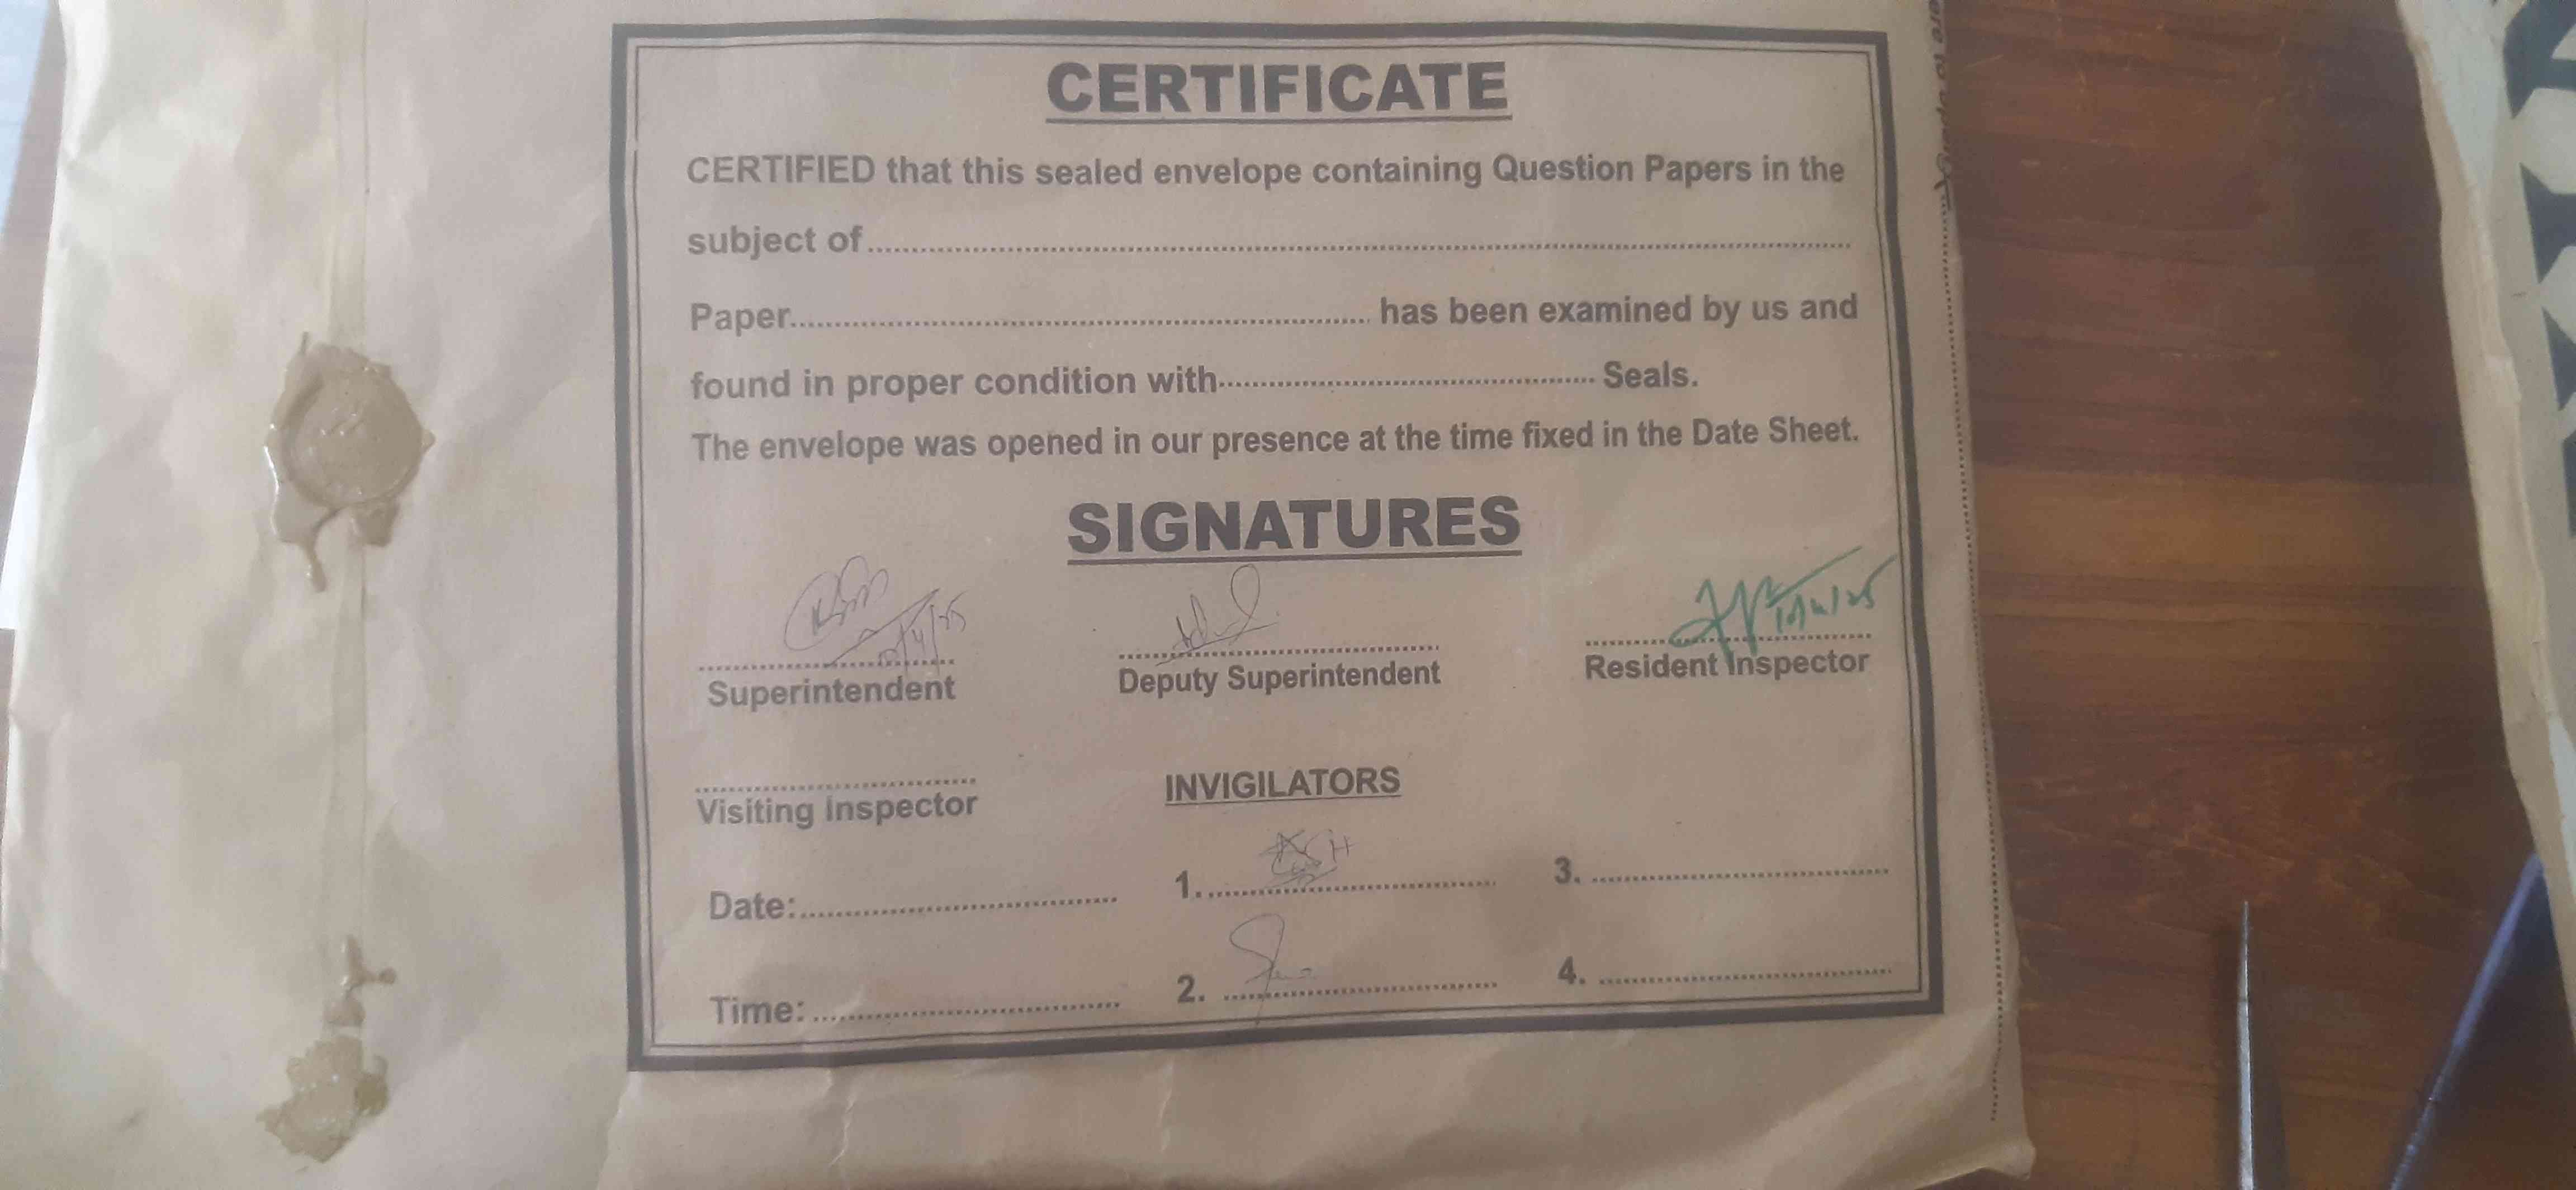 CERTIFICATE
CERTIFIED that this sealed envelope containing Question Papers in the
subject of
Paper has been examined by us and
found in proper condition with Seals.
The envelope was opened in our presence at the time fixed in the Date Sheet.
SIGNATURES
Superintendent Deputy Superintendent Resident Inspector
Visiting Inspector INVIGILATORS
Date: 1. 3.
Time: 2. 4.